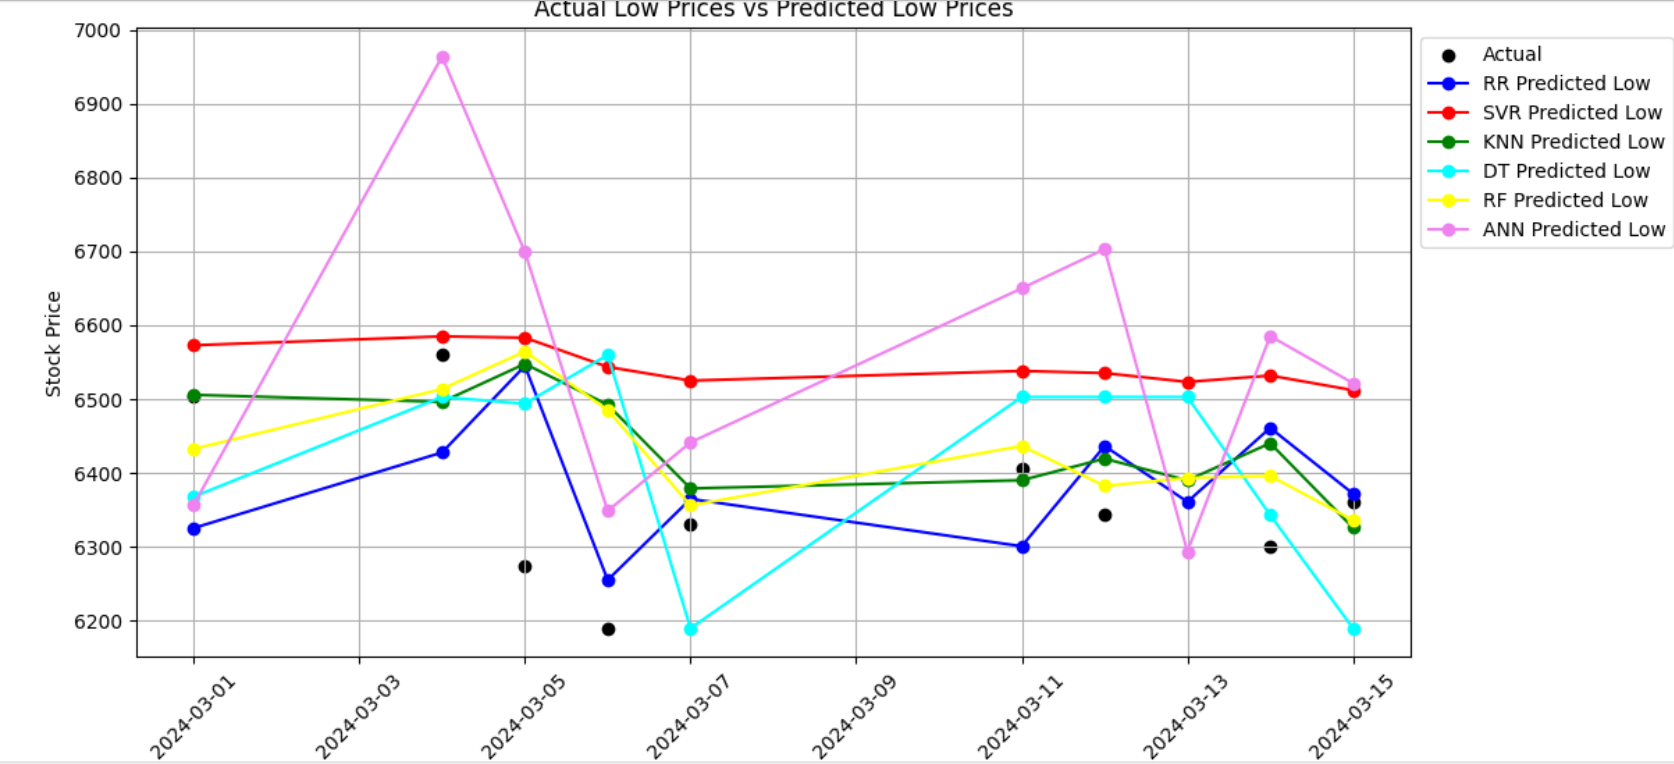 Actual Low Prices vs Predicted Low Prices
7000
6900
6800
6700
6600
6500
6400
6300
6200
Stock Price
2024-03-01
2024-03-03
2024-03-05
2024-03-07
2024-03-09
2024-03-11
2024-03-13
2024-03-15
Actual
RR Predicted Low
SVR Predicted Low
KNN Predicted Low
DT Predicted Low
RF Predicted Low
ANN Predicted Low